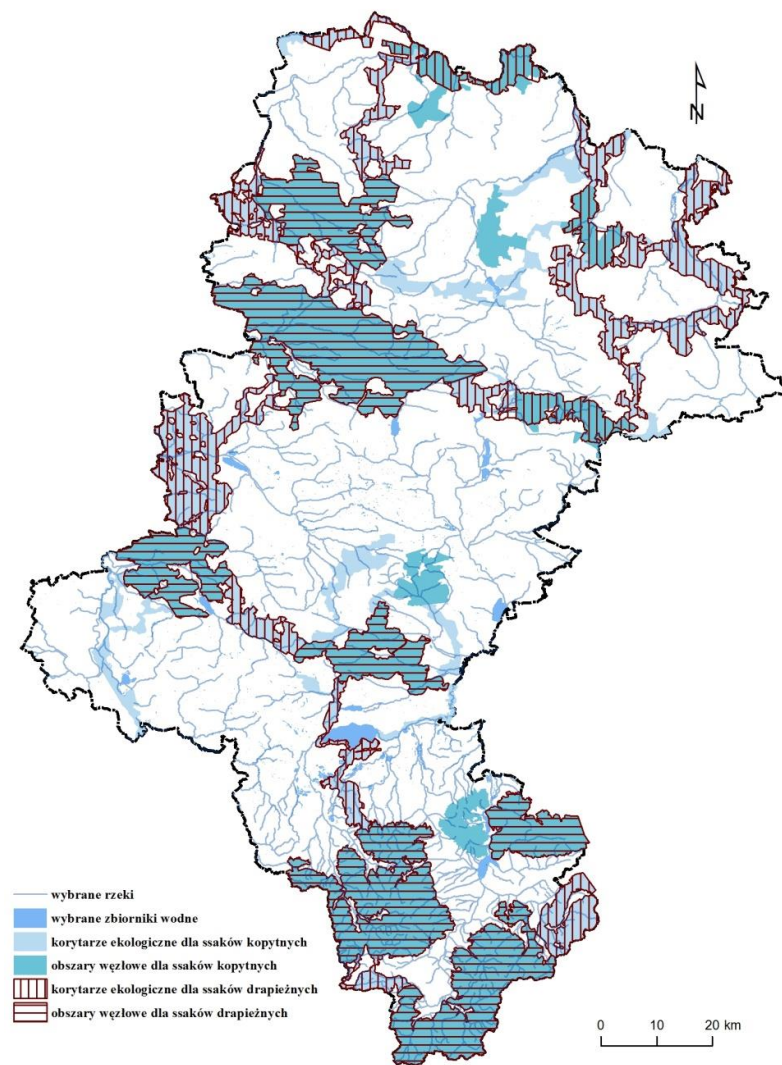 N
wybrane rzeki
wybrane zbiorniki wodne
korytarze ekologiczne dla ssaków kopytnych
obszary węzłowe dla ssaków kopytnych
korytarze ekologiczne dla ssaków drapieżnych
obszary węzłowe dla ssaków drapieżnych
0 10 20 km